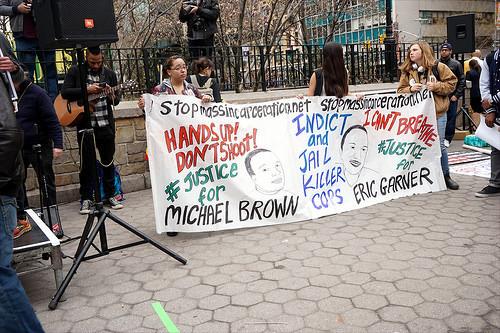 stopmassincarceration.net stopmassincarceration.net
HANDS UP!
DON'T SHOOT!
#JUSTICE
for
MICHAEL BROWN
INDICT
and
JAIL
KILLER
COPS
I CAN'T BREATHE
#JUSTICE
for
ERIC GARNER
JBL